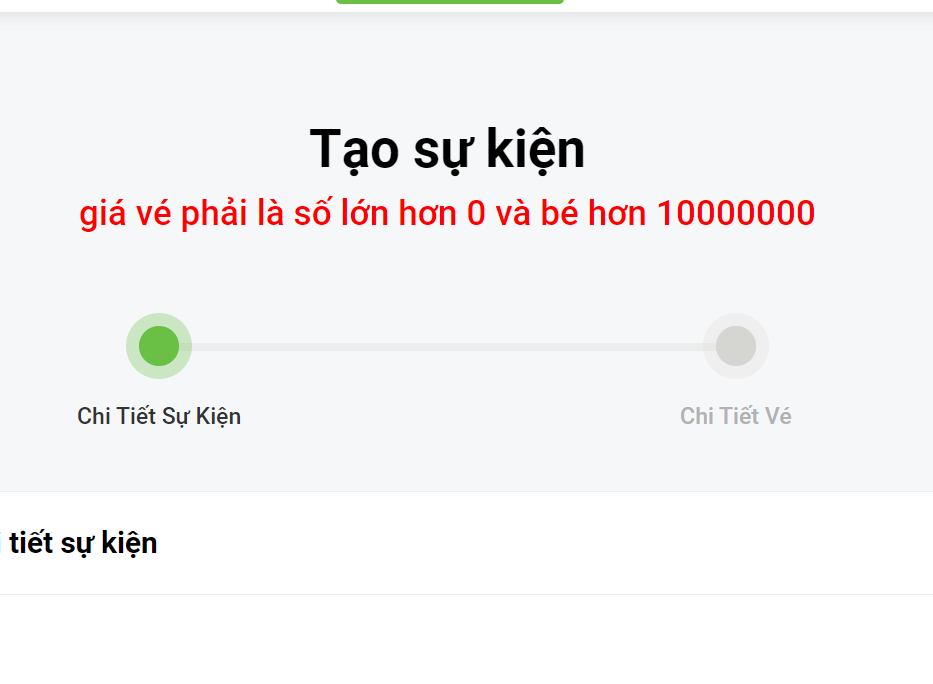 Tạo sự kiện
giá vé phải là số lớn hơn 0 và bé hơn 10000000
Chi Tiết Sự Kiện
Chi Tiết Vé
tiết sự kiện